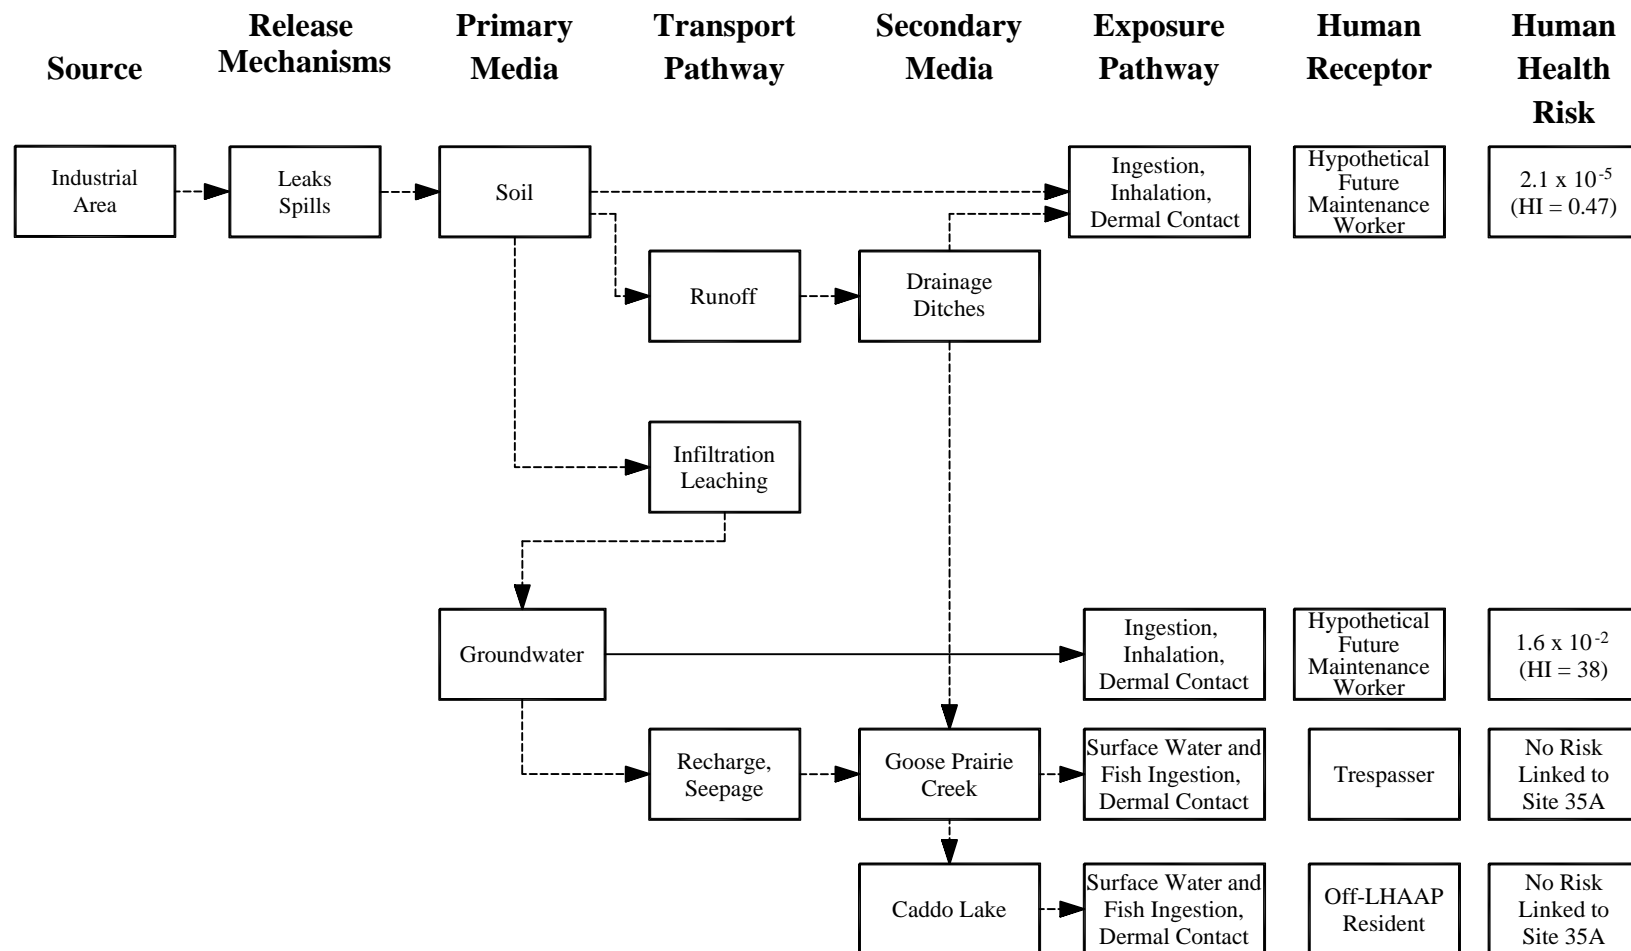 Source
Release
Mechanisms
Primary
Media
Transport
Pathway
Secondary
Media
Exposure
Pathway
Human
Receptor
Human
Health
Risk
Industrial
Area
Leaks
Spills
Soil
Ingestion,
Inhalation,
Dermal Contact
Hypothetical
Future
Maintenance
Worker
2.1 x 10-5
(HI = 0.47)
Runoff
Drainage
Ditches
Infiltration
Leaching
Groundwater
Ingestion,
Inhalation,
Dermal Contact
Hypothetical
Future
Maintenance
Worker
1.6 x 10-2
(HI = 38)
Recharge,
Seepage
Goose Prairie
Creek
Surface Water and
Fish Ingestion,
Dermal Contact
Trespasser
No Risk
Linked to
Site 35A
Caddo Lake
Surface Water and
Fish Ingestion,
Dermal Contact
Off-LHAAP
Resident
No Risk
Linked to
Site 35A